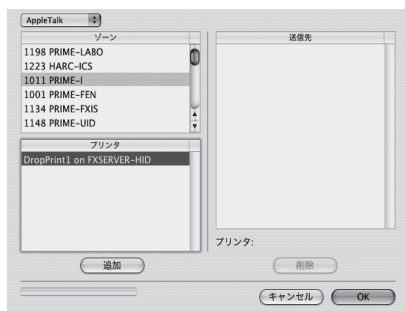 AppleTalk
ゾーン
1198 PRIME-LABO
1223 HARC-ICS
1011 PRIME-I
1001 PRIME-FEN
1134 PRIME-FXIS
1148 PRIME-UID
プリンタ
DropPrint1 on FXSERVER-HID
追加
送信先
プリンタ:
削除
キャンセル
OK